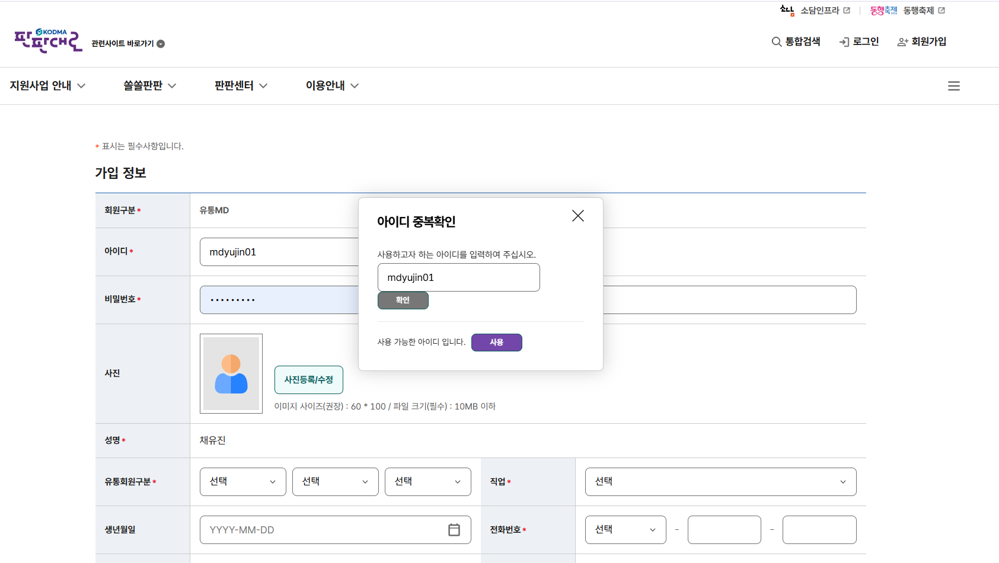 소담 소담인프라 동행축제 동행축제
KODMA
판판대로 관련사이트 바로가기
통합검색 로그인 회원가입
지원사업 안내 쏠쏠판판 판판센터 이용안내
* 표시는 필수사항입니다.
가입 정보
회원구분* 유통MD
아이디* mdyujin01
비밀번호* •••••••••
아이디 중복확인
사용하고자 하는 아이디를 입력하여 주십시오.
mdyujin01
확인
사용 가능한 아이디 입니다. 사용
사진
사진등록/수정
이미지 사이즈(권장) : 60 * 100 / 파일 크기(필수) : 10MB 이하
성명* 채유진
유통회원구분* 선택 선택 선택 직업* 선택
생년월일 YYYY-MM-DD 전화번호* 선택 - -